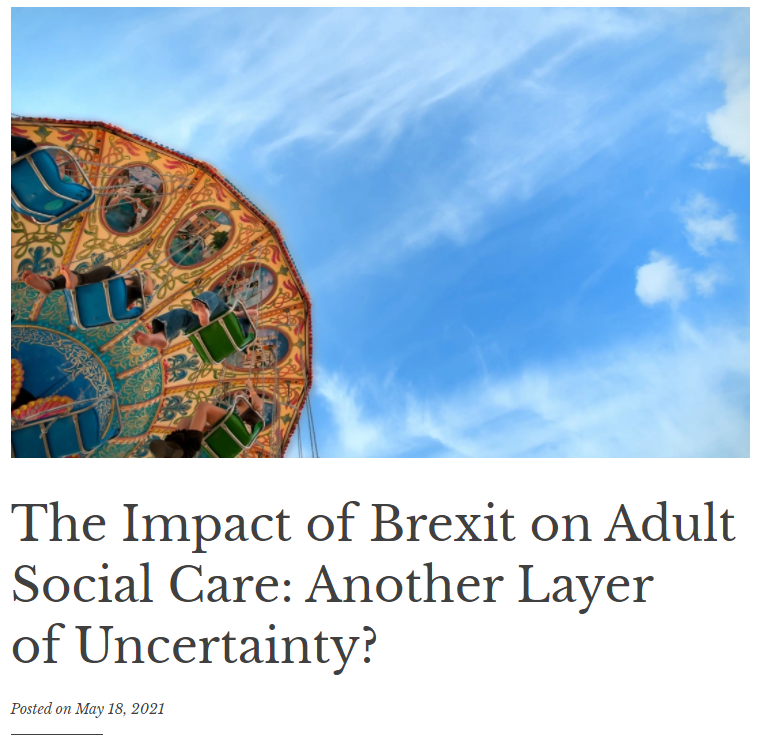 The Impact of Brexit on Adult
Social Care: Another Layer
of Uncertainty?
Posted on May 18, 2021